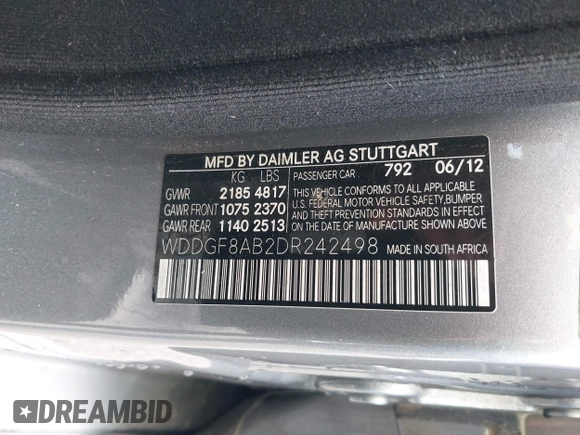 MFD BY DAIMLER AG STUTTGART
KG LBS
GVWR 2185 4817
GAWR FRONT 1075 2370
GAWR REAR 1140 2513
PASSENGER CAR 792 06/12
THIS VEHICLE CONFORMS TO ALL APPLICABLE
U.S. FEDERAL MOTOR VEHICLE SAFETY, BUMPER
AND THEFT PREVENTION STANDARDS IN EFFECT
ON THE DATE OF MANUFACTURE SHOWN ABOVE.
WDDGF8AB2DR242498 MADE IN SOUTH AFRICA
DREAMBID